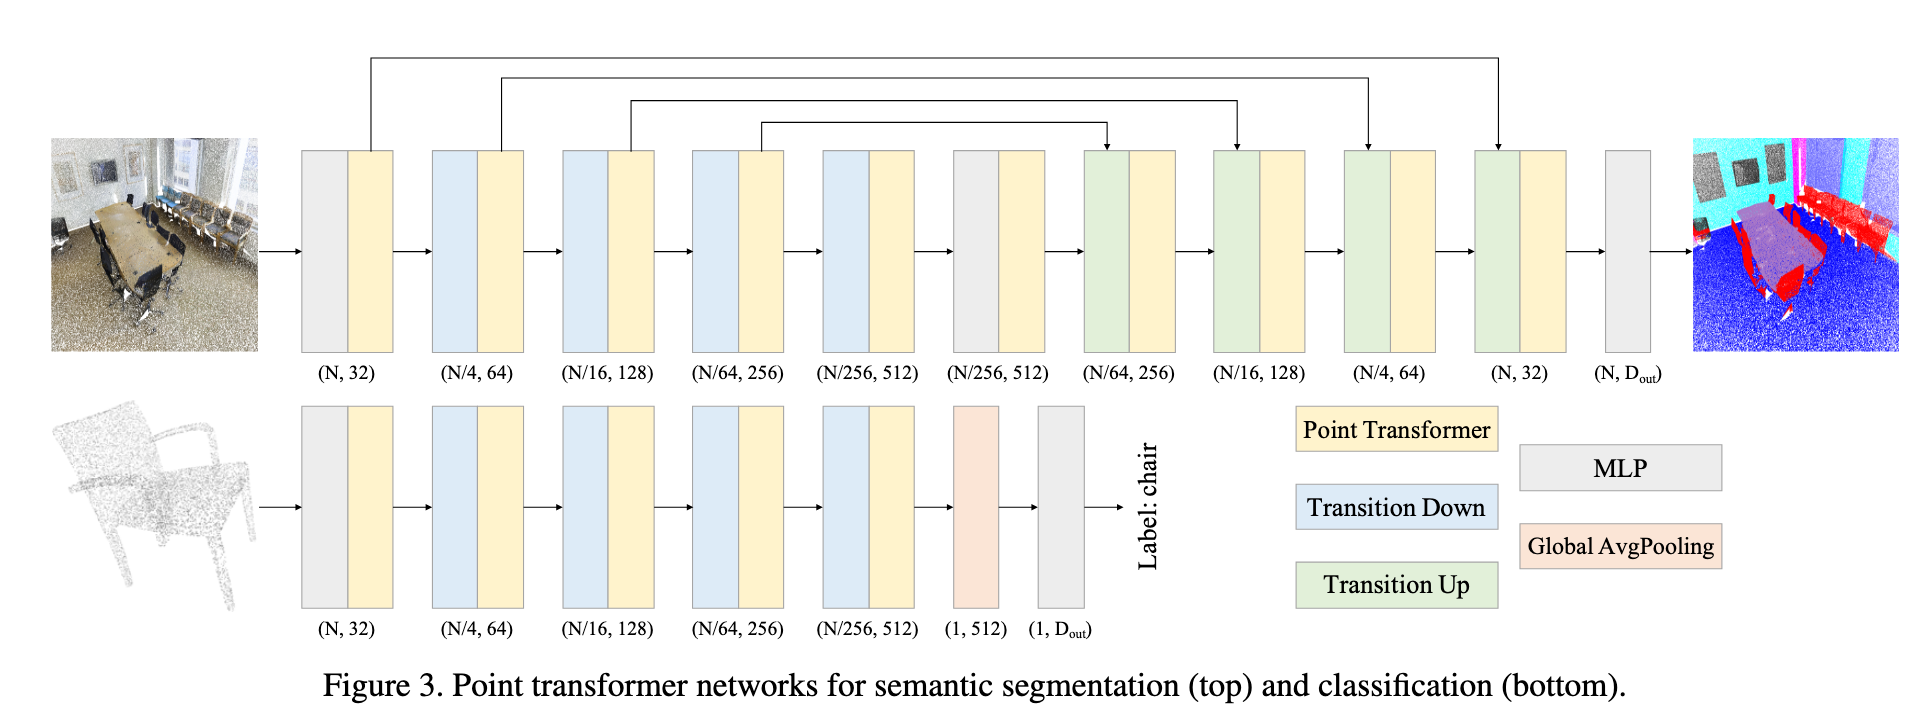 (N, 32) (N/4, 64) (N/16, 128) (N/64, 256) (N/256, 512) (N/256, 512) (N/64, 256) (N/16, 128) (N/4, 64) (N, 32) (N, Dout)
Label: chair
Point Transformer
MLP
Transition Down
Global AvgPooling
Transition Up
(N, 32) (N/4, 64) (N/16, 128) (N/64, 256) (N/256, 512) (1, 512) (1, Dout)
Figure 3. Point transformer networks for semantic segmentation (top) and classification (bottom).